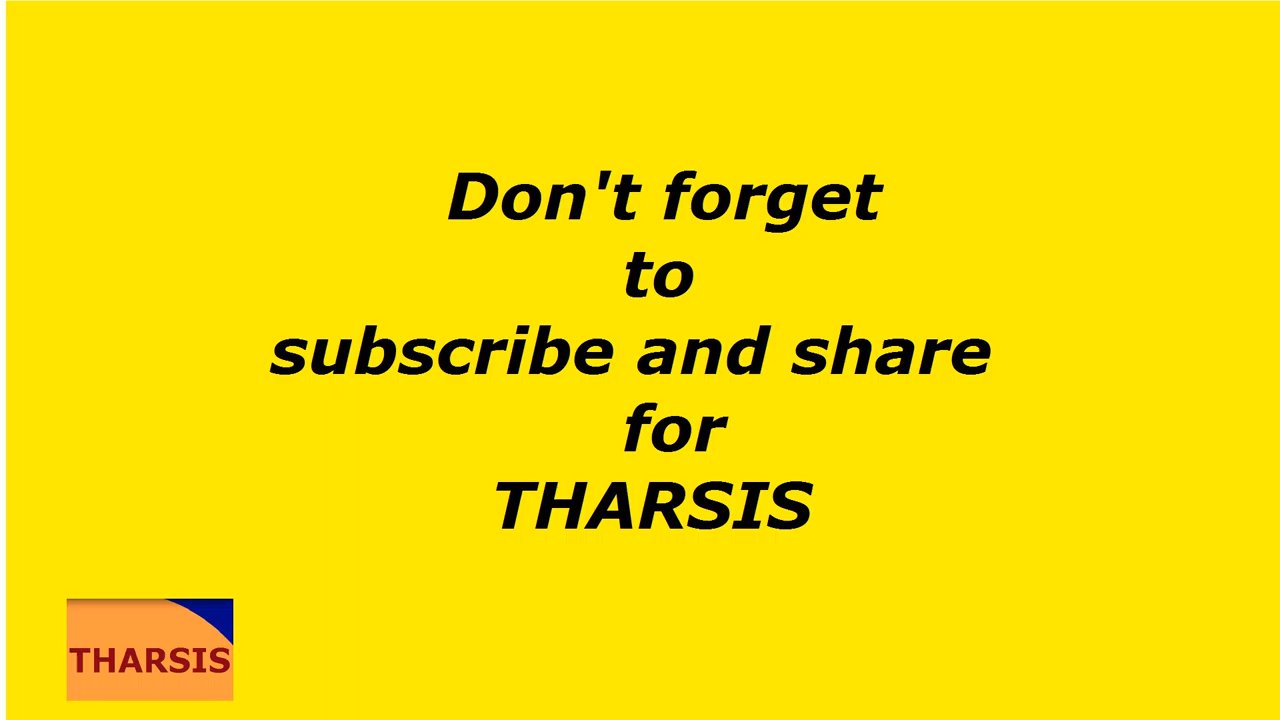 Don't forget
to
subscribe and share
for
THARSIS
THARSIS